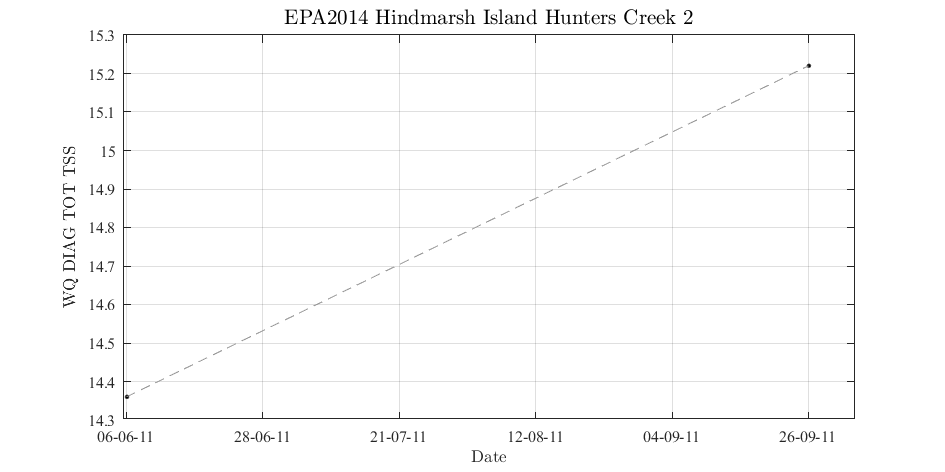 EPA2014 Hindmarsh Island Hunters Creek 2
15.3
15.2
15.1
15
14.9
14.8
14.7
14.6
14.5
14.4
14.3
WQ DIAG TOT TSS
06-06-11 28-06-11 21-07-11 12-08-11 04-09-11 26-09-11
Date